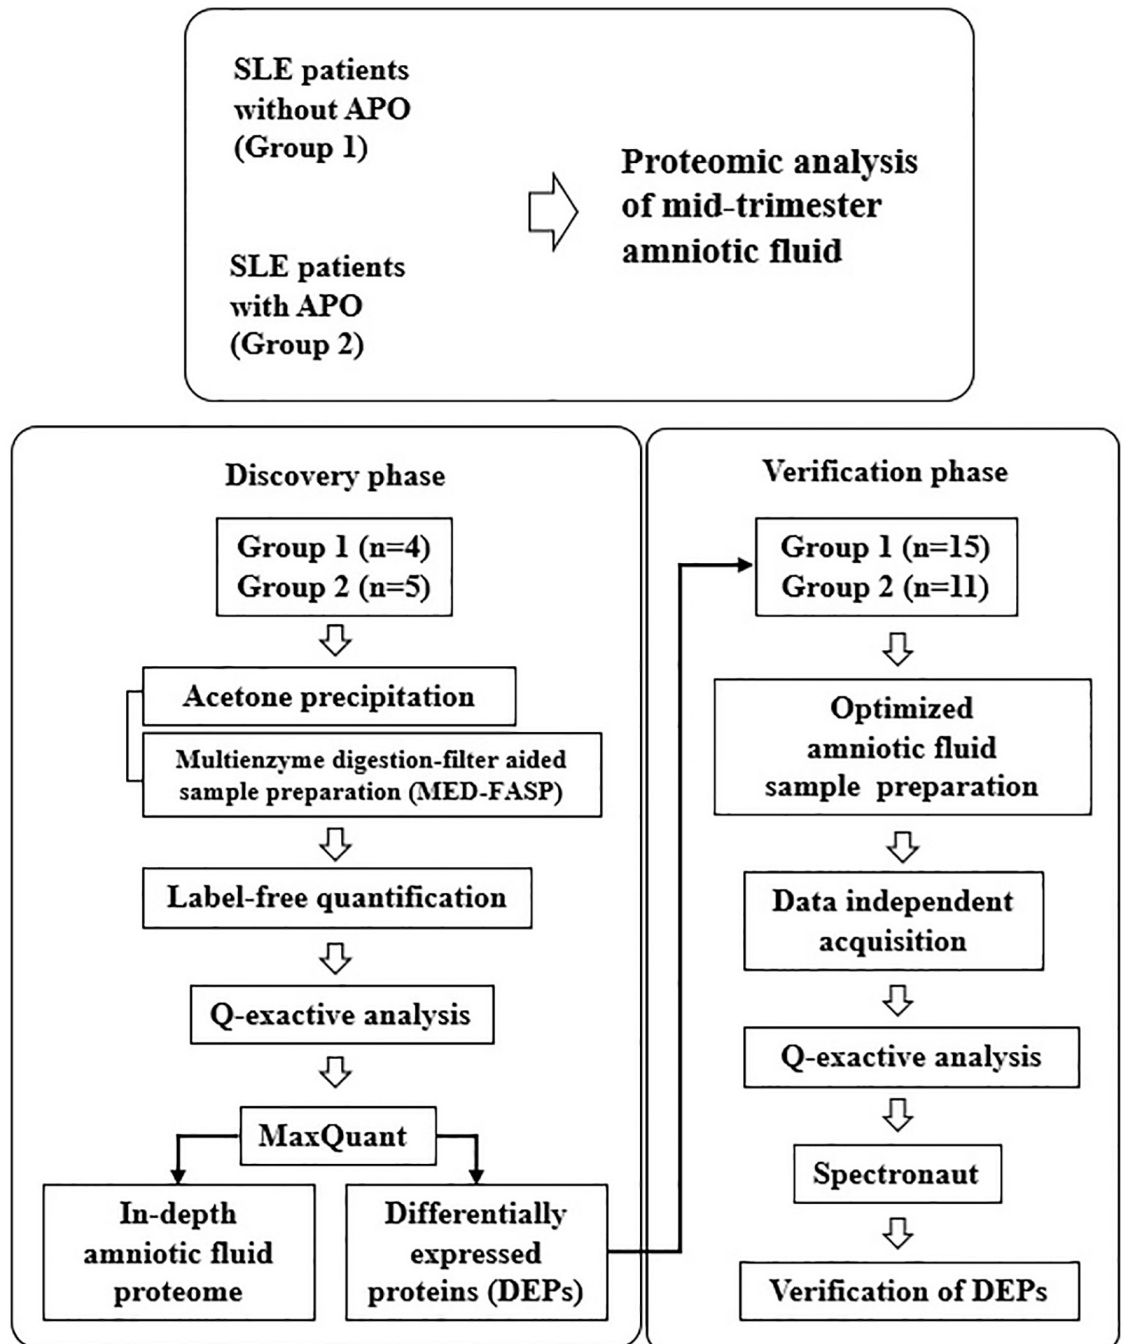 SLE patients
without APO
(Group 1)
SLE patients
with APO
(Group 2)
Proteomic analysis
of mid-trimester
amniotic fluid
Discovery phase
Group 1 (n=4)
Group 2 (n=5)
Acetone precipitation
Multienzyme digestion-filter aided
sample preparation (MED-FASP)
Label-free quantification
Q-exactive analysis
MaxQuant
In-depth
amniotic fluid
proteome
Differentially
expressed
proteins (DEPs)
Verification phase
Group 1 (n=15)
Group 2 (n=11)
Optimized
amniotic fluid
sample preparation
Data independent
acquisition
Q-exactive analysis
Spectronaut
Verification of DEPs